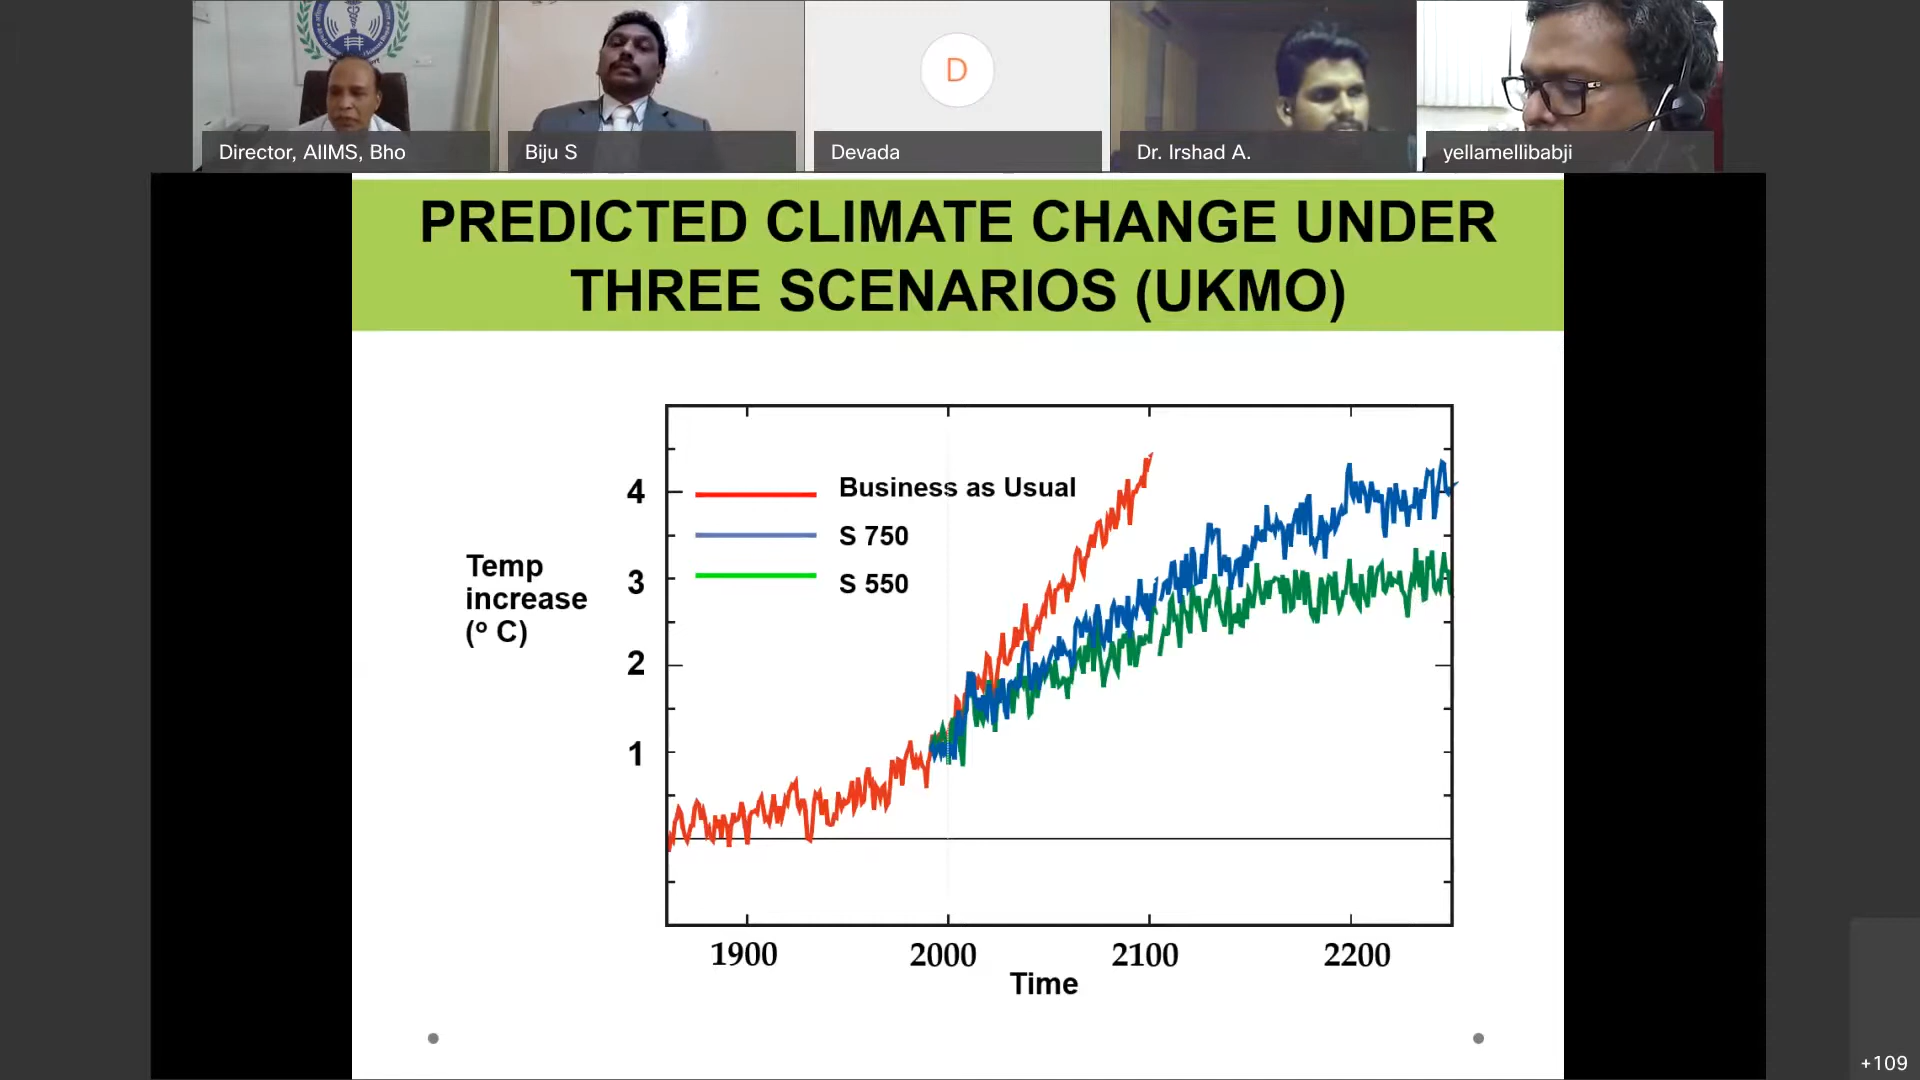 Director, AIIMS, Bho
Biju S
D
Devada
Dr. Irshad A.
yellamellibabji
PREDICTED CLIMATE CHANGE UNDER
THREE SCENARIOS (UKMO)
Business as Usual
S 750
S 550
Temp
increase
(º C)
4
3
2
1
1900 2000 2100 2200
Time
+109